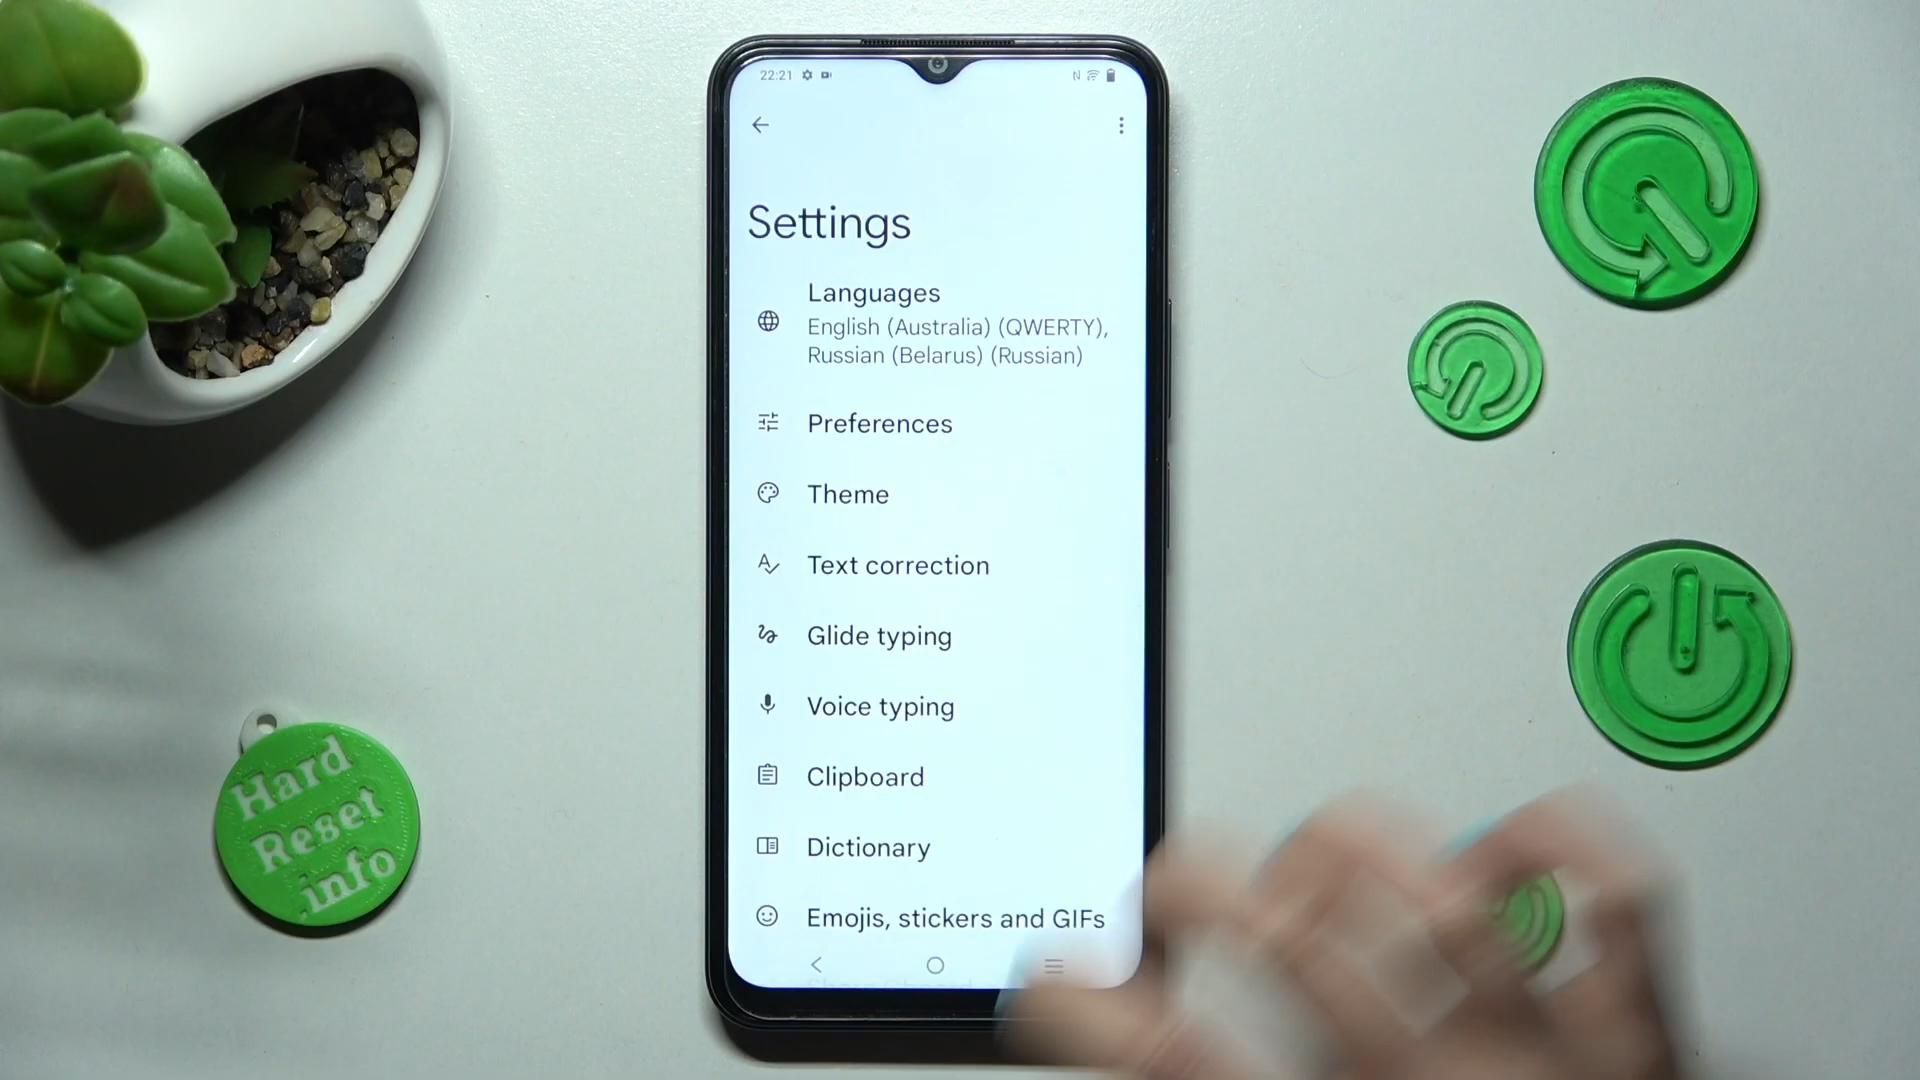 22:21
Settings
Languages
English (Australia) (QWERTY),
Russian (Belarus) (Russian)
Preferences
Theme
Text correction
Glide typing
Voice typing
Clipboard
Dictionary
Emojis, stickers and GIFs
Hard
Reset
.info